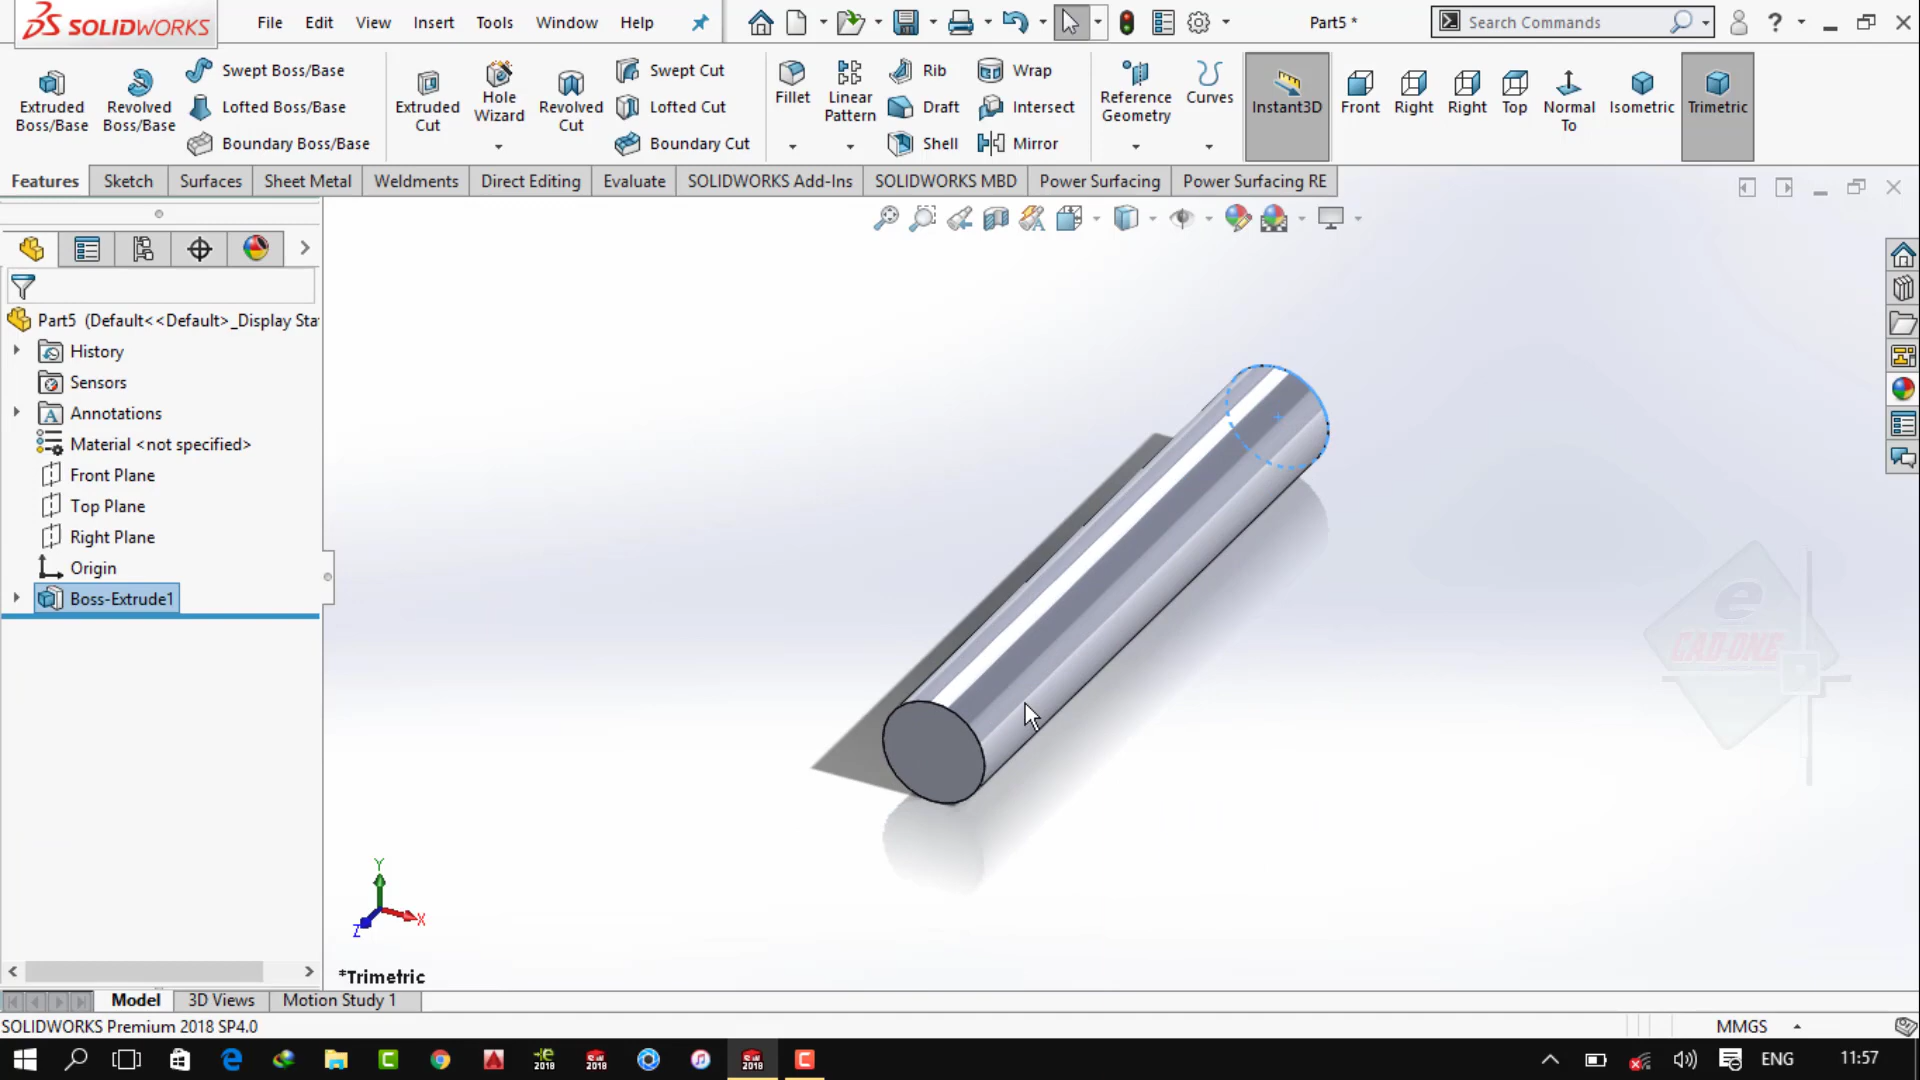 SOLIDWORKS File Edit View Insert Tools Window Help Part5 * Search Commands
Extruded Boss/Base
Revolved Boss/Base
Swept Boss/Base
Lofted Boss/Base
Boundary Boss/Base
Extruded Cut
Hole Wizard
Revolved Cut
Swept Cut
Lofted Cut
Boundary Cut
Fillet
Linear Pattern
Rib
Draft
Shell
Wrap
Intersect
Mirror
Reference Geometry
Curves
Instant3D
Front
Right
Right
Top
Normal To
Isometric
Trimetric
Features Sketch Surfaces Sheet Metal Weldments Direct Editing Evaluate SOLIDWORKS Add-Ins SOLIDWORKS MBD Power Surfacing Power Surfacing RE
Part5 (Default<<Default>_Display Sta
History
Sensors
Annotations
Material <not specified>
Front Plane
Top Plane
Right Plane
Origin
Boss-Extrude1
e
CAD-ONE
Y
X
Z
*Trimetric
Model 3D Views Motion Study 1
SOLIDWORKS Premium 2018 SP4.0 MMGS
ENG 11:57